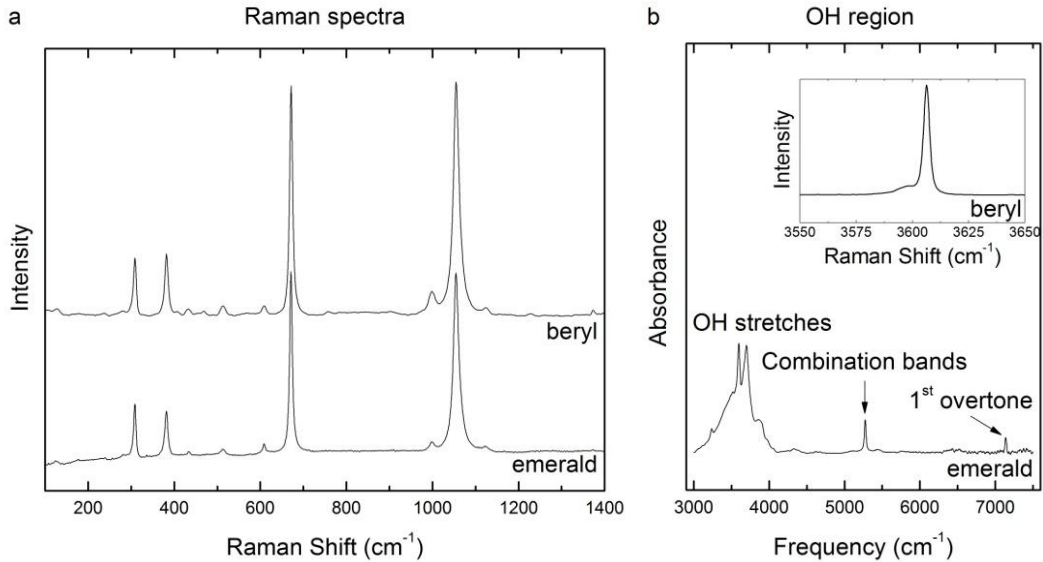 a
Raman spectra
Intensity
beryl
emerald
200 400 600 800 1000 1200 1400
Raman Shift (cm⁻¹)
b
OH region
Absorbance
Intensity
beryl
3550 3575 3600 3625 3650
Raman Shift (cm⁻¹)
OH stretches
Combination bands
1ˢᵗ overtone
emerald
3000 4000 5000 6000 7000
Frequency (cm⁻¹)